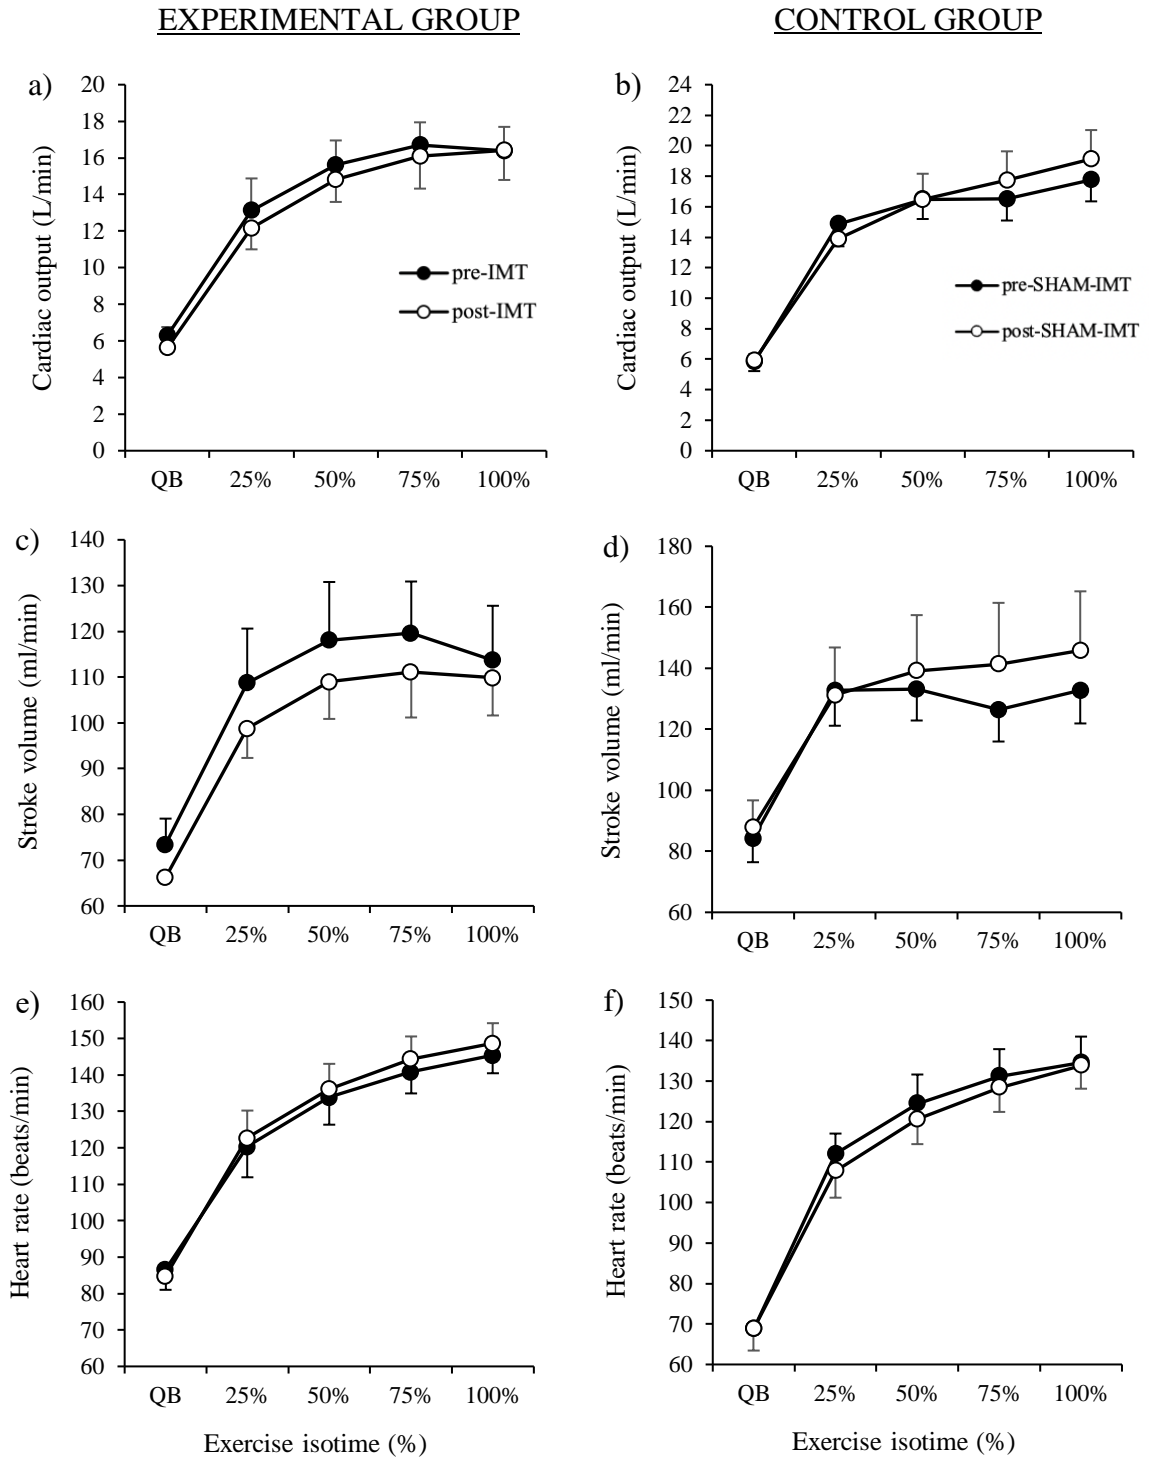 EXPERIMENTAL GROUP
CONTROL GROUP
a)
Cardiac output (L/min)
20
18
16
14
12
10
8
6
4
2
0
pre-IMT
post-IMT
QB 25% 50% 75% 100%
b)
Cardiac output (L/min)
24
22
20
18
16
14
12
10
8
6
4
2
0
pre-SHAM-IMT
post-SHAM-IMT
QB 25% 50% 75% 100%
c)
Stroke volume (ml/min)
140
130
120
110
100
90
80
70
60
QB 25% 50% 75% 100%
d)
Stroke volume (ml/min)
180
160
140
120
100
80
60
QB 25% 50% 75% 100%
e)
Heart rate (beats/min)
160
150
140
130
120
110
100
90
80
70
60
QB 25% 50% 75% 100%
Exercise isotime (%)
f)
Heart rate (beats/min)
150
140
130
120
110
100
90
80
70
60
QB 25% 50% 75% 100%
Exercise isotime (%)